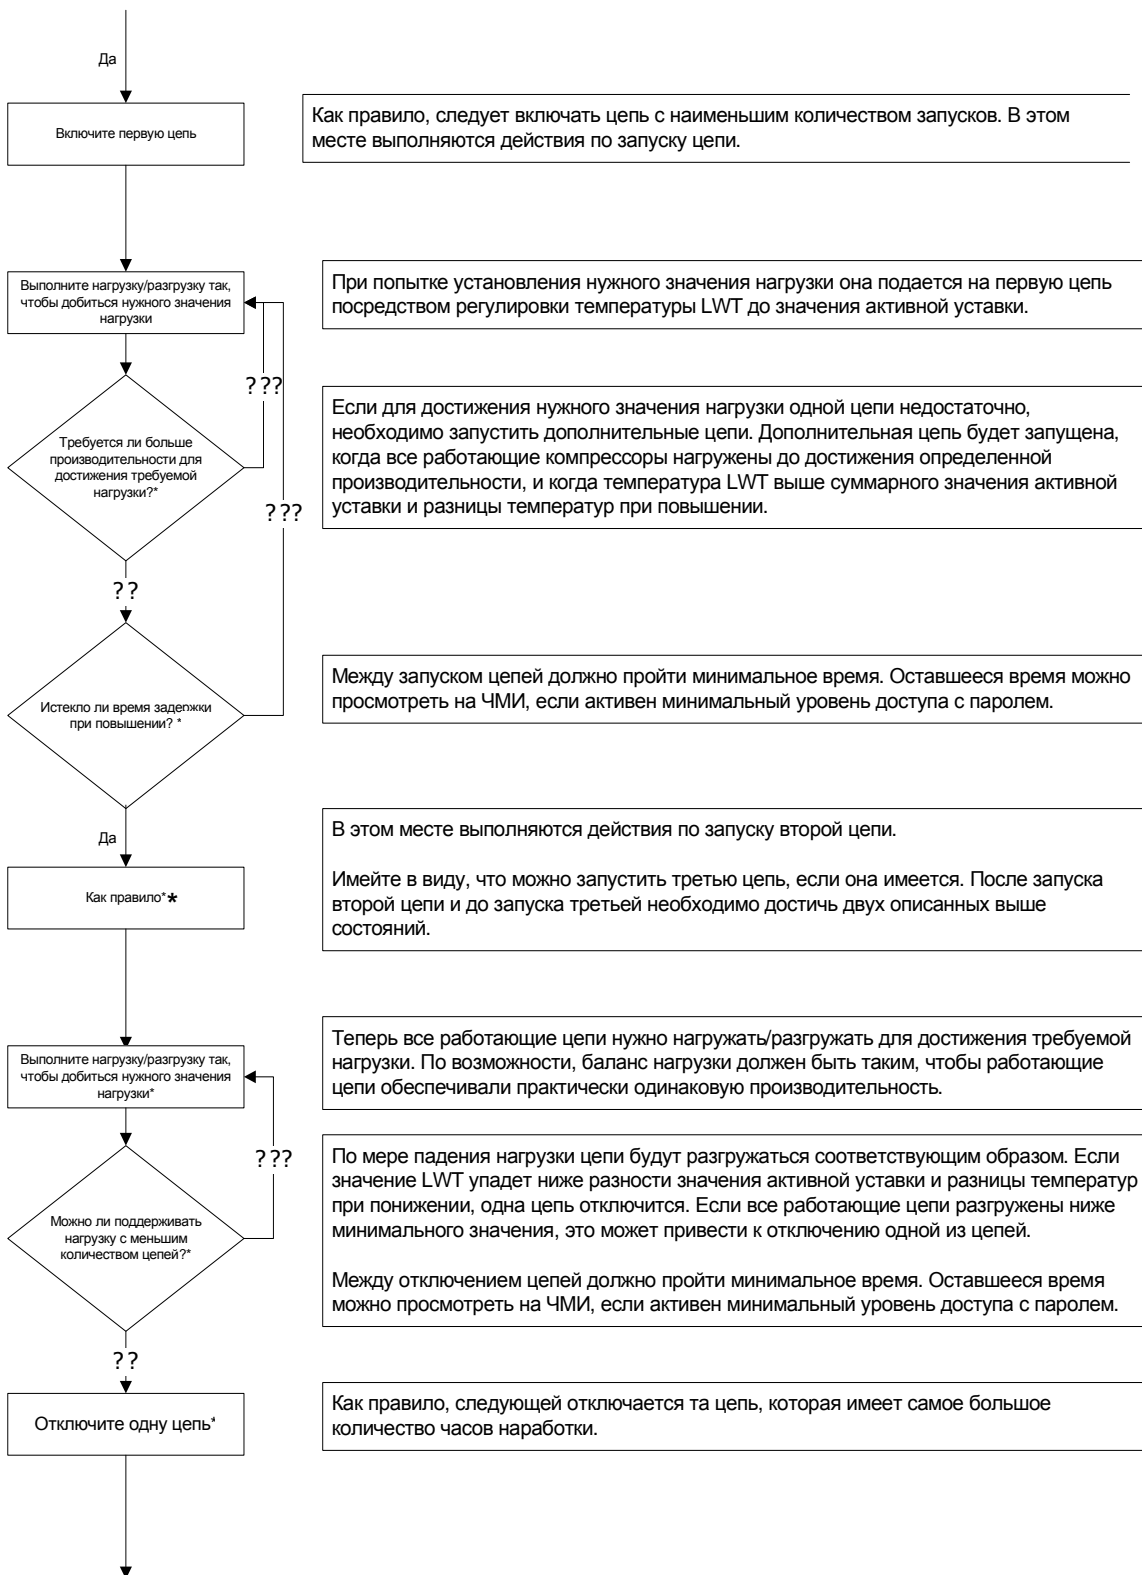 Да
Включите первую цепь
Как правило, следует включать цепь с наименьшим количеством запусков. В этом
месте выполняются действия по запуску цепи.
Выполните нагрузку/разгрузку так,
чтобы добиться нужного значения
нагрузки
При попытке установления нужного значения нагрузки она подается на первую цепь
посредством регулировки температуры LWT до значения активной уставки.
???
Требуется ли больше
производительности для
достижения требуемой
нагрузки?*
Если для достижения нужного значения нагрузки одной цепи недостаточно,
необходимо запустить дополнительные цепи. Дополнительная цепь будет запущена,
когда все работающие компрессоры нагружены до достижения определенной
производительности, и когда температура LWT выше суммарного значения активной
уставки и разницы температур при повышении.
???
??
Истекло ли время задержки
при повышении? *
Между запуском цепей должно пройти минимальное время. Оставшееся время можно
просмотреть на ЧМИ, если активен минимальный уровень доступа с паролем.
Да
Как правило**
В этом месте выполняются действия по запуску второй цепи.
Имейте в виду, что можно запустить третью цепь, если она имеется. После запуска
второй цепи и до запуска третьей необходимо достичь двух описанных выше
состояний.
Выполните нагрузку/разгрузку так,
чтобы добиться нужного значения
нагрузки*
Теперь все работающие цепи нужно нагружать/разгружать для достижения требуемой
нагрузки. По возможности, баланс нагрузки должен быть таким, чтобы работающие
цепи обеспечивали практически одинаковую производительность.
???
Можно ли поддерживать
нагрузку с меньшим
количеством цепей?*
По мере падения нагрузки цепи будут разгружаться соответствующим образом. Если
значение LWT упадет ниже разности значения активной уставки и разницы температур
при понижении, одна цепь отключится. Если все работающие цепи разгружены ниже
минимального значения, это может привести к отключению одной из цепей.
Между отключением цепей должно пройти минимальное время. Оставшееся время
можно просмотреть на ЧМИ, если активен минимальный уровень доступа с паролем.
??
Отключите одну цепь*
Как правило, следующей отключается та цепь, которая имеет самое большое
количество часов наработки.